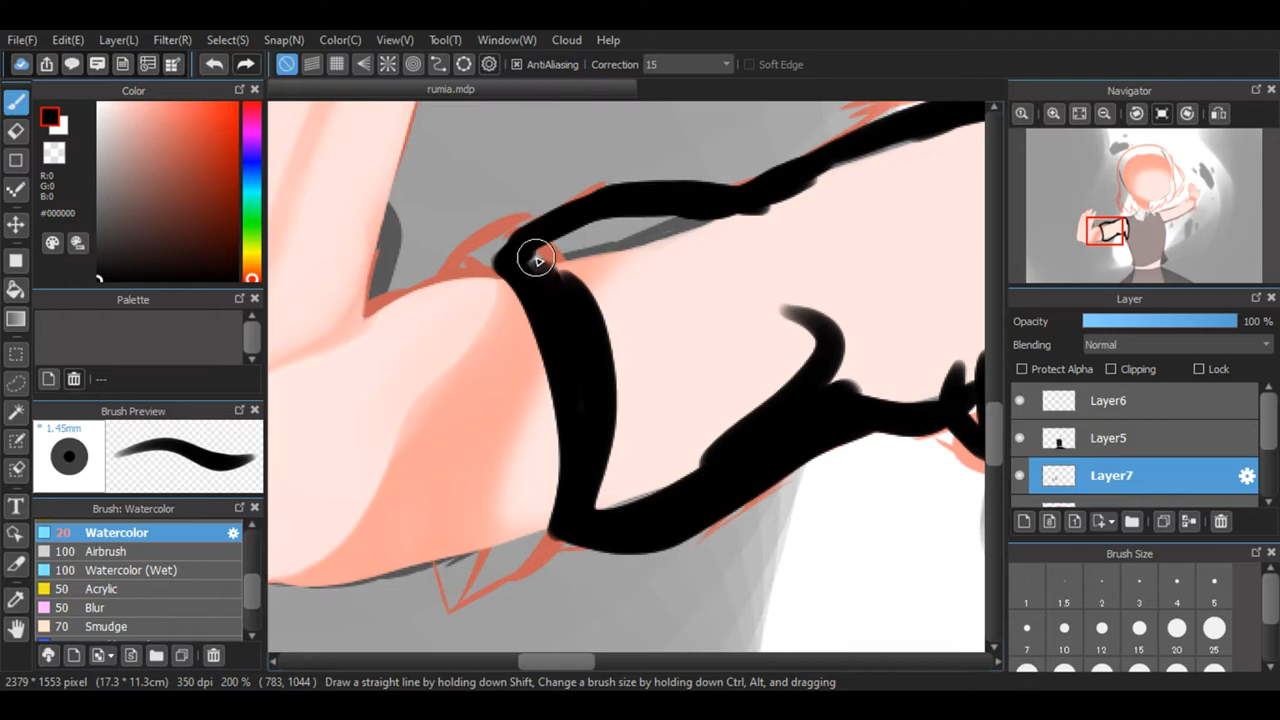 File(F) Edit(E) Layer(L) Filter(R) Select(S) Snap(N) Color(C) View(V) Tool(T) Window(W) Cloud Help
AntiAliasing Correction 15 Soft Edge
Color
rumia.mdp
Navigator
R:0
G:0
B:0
#000000
Palette
---
Brush Preview
* 1.45mm
Brush: Watercolor
20 Watercolor
100 Airbrush
100 Watercolor (Wet)
50 Acrylic
50 Blur
70 Smudge
Layer
Opacity 100 %
Blending Normal
Protect Alpha Clipping Lock
Layer6
Layer5
Layer7
Brush Size
1 1.5 2 3 4 5
7 10 12 15 20 25
2379 * 1553 pixel (17.3 * 11.3cm) 350 dpi 200 % ( 783, 1044 ) Draw a straight line by holding down Shift, Change a brush size by holding down Ctrl, Alt, and dragging